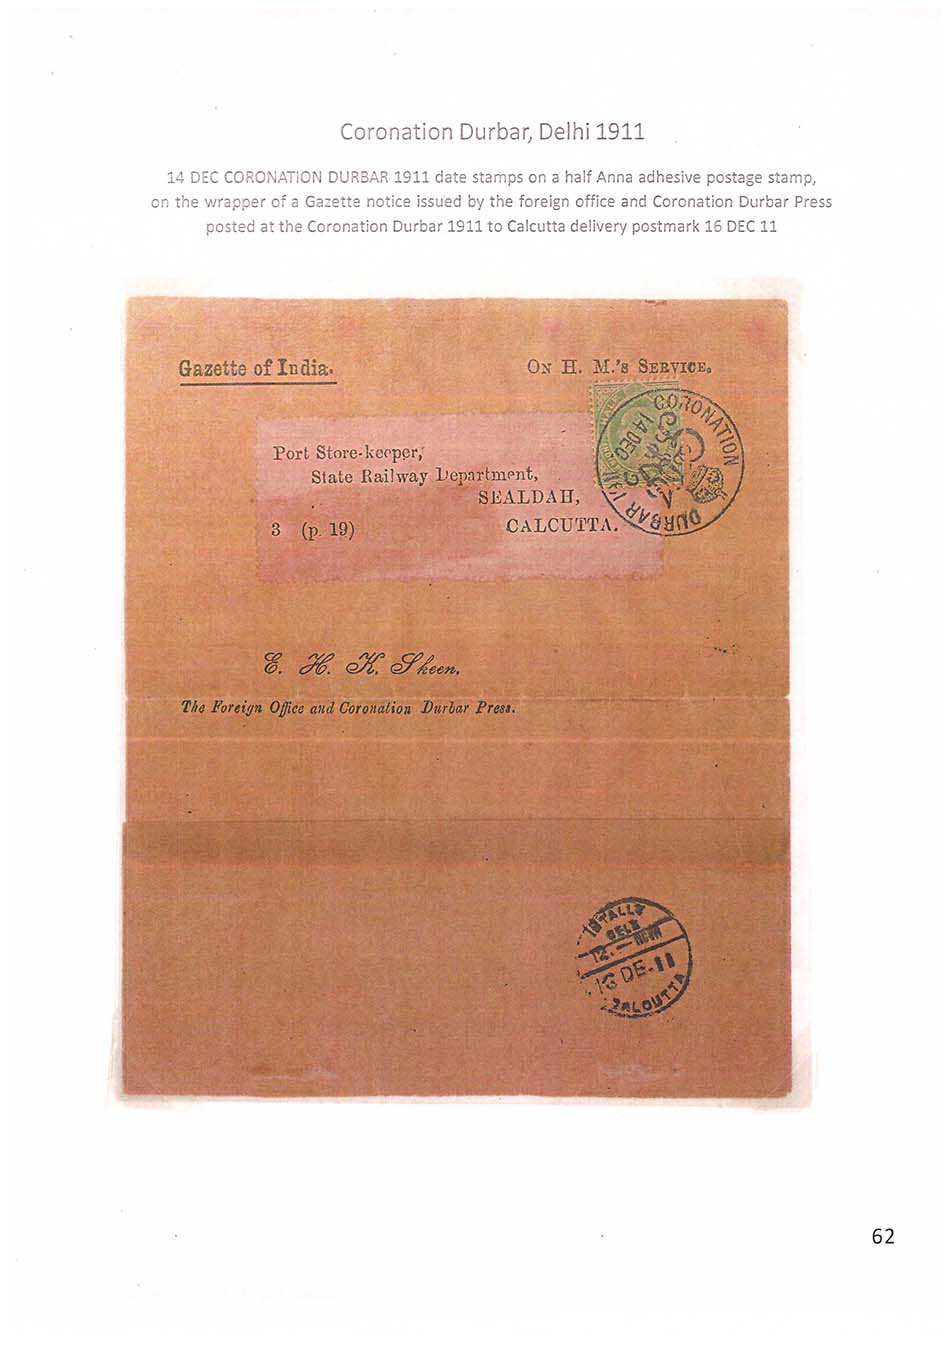 Coronation Durbar, Delhi 1911
14 DEC CORONATION DURBAR 1911 date stamps on a half Anna adhesive postage stamp,
on the wrapper of a Gazette notice issued by the foreign office and Coronation Durbar Press
posted at the Coronation Durbar 1911 to Calcutta delivery postmark 16 DEC 11
Gazette of India.
ON H. M.'S SERVICE.
CORONATION
14 DEC
DURBAR 1911
Port Store-keeper,
State Railway Department,
SEALDAH,
3 (p. 19) CALCUTTA.
E. H. K. Skeen,
The Foreign Office and Coronation Durbar Press.
DELY
12.-NOON
16 DE.11
CALCUTTA
62